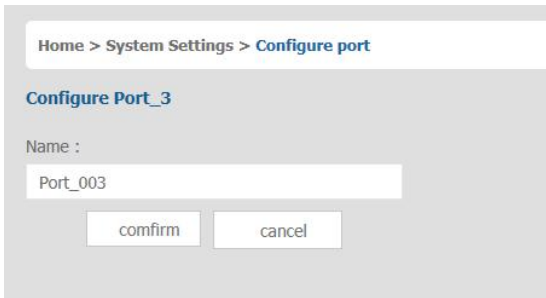 Home > System Settings > Configure port
Configure Port_3
Name :
Port_003
comfirm
cancel